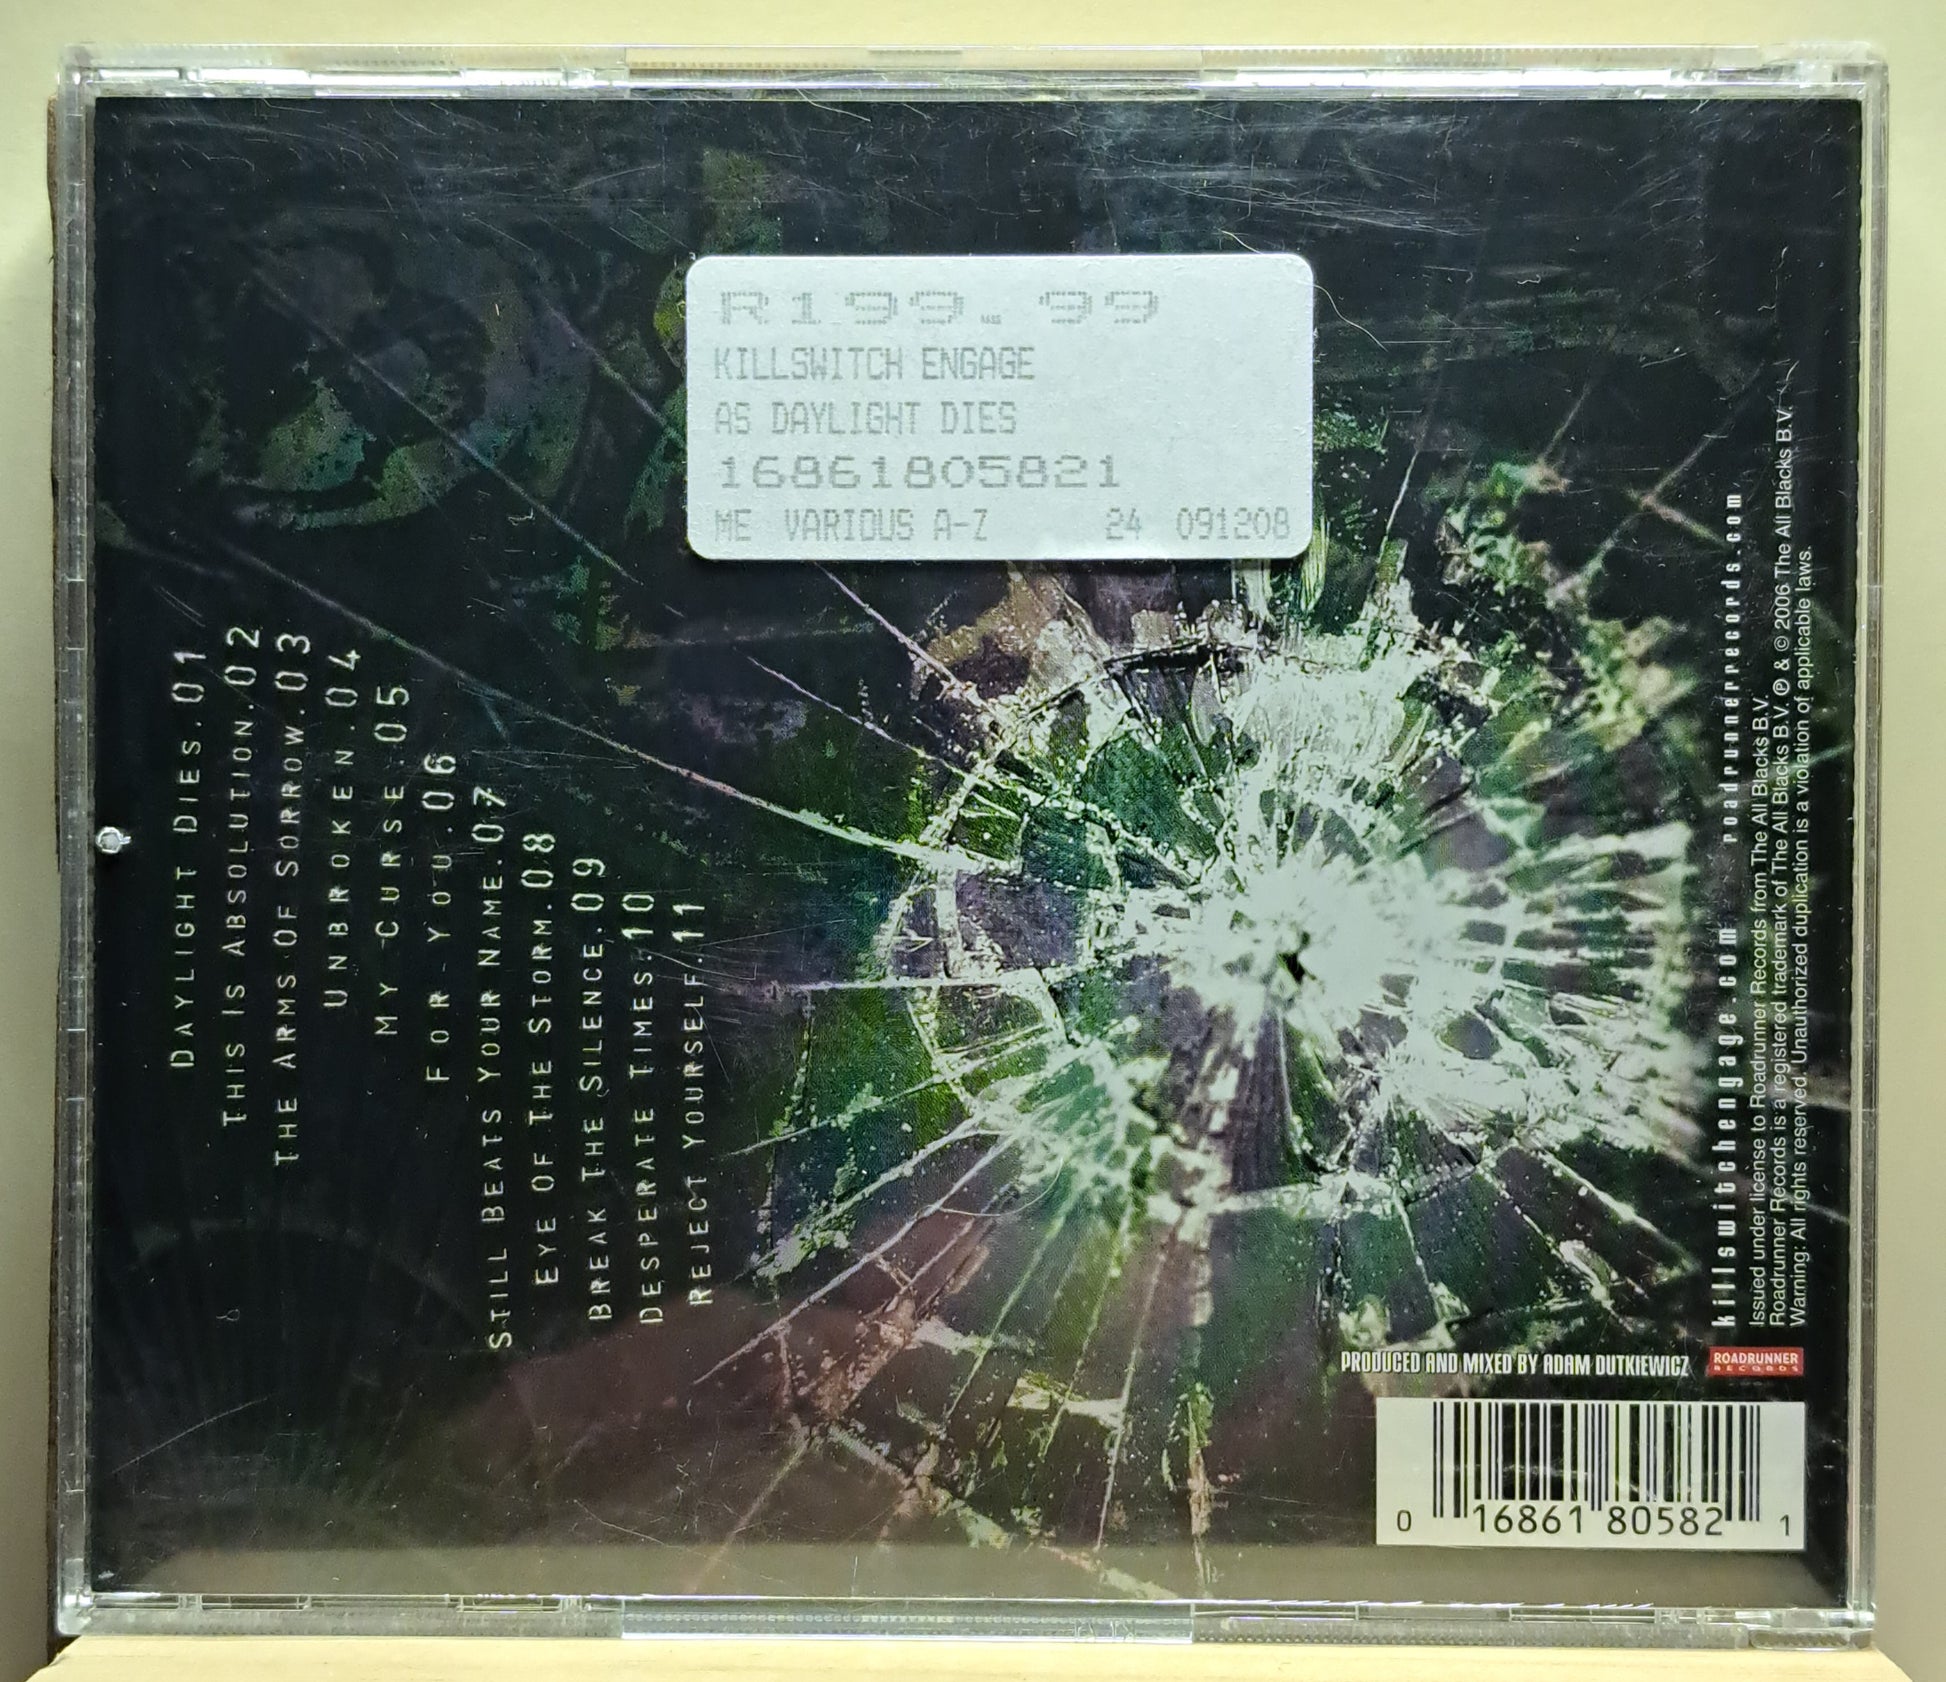 R199.99
KILLSWITCH ENGAGE
AS DAYLIGHT DIES
16861805821
ME VARIOUS A-Z 24 091208
DAYLIGHT DIES.01
THIS IS ABSOLUTION.02
THE ARMS OF SORROW.03
UNBROKEN.04
MY CURSE.05
FOR YOU.06
STILL BEATS YOUR NAME.07
EYE OF THE STORM.08
BREAK THE SILENCE.09
DESPERATE TIMES.10
REJECT YOURSELF.11
killswitchengage.com roadrunnerrecords.com
Issued under license to Roadrunner Records from The All Blacks B.V.
Roadrunner Records is a registered trademark of The All Blacks B.V. ℗ & © 2006 The All Blacks B.V.
Warning: All rights reserved. Unauthorized duplication is a violation of applicable laws.
PRODUCED AND MIXED BY ADAM DUTKIEWICZ
ROADRUNNER
RECORDS
0 16861 80582 1